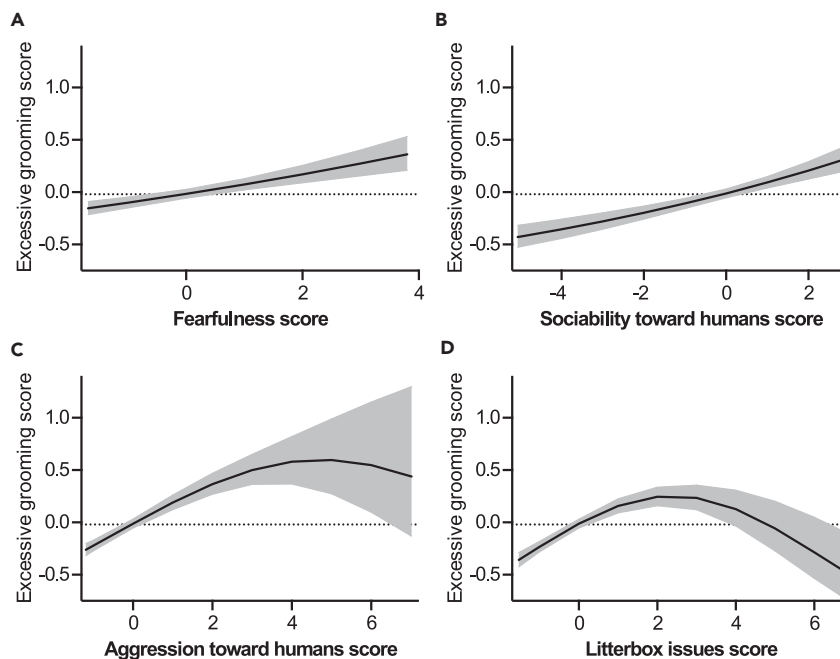 A
Excessive grooming score
1.0
0.5
0.0
-0.5
0 2 4
Fearfulness score
B
Excessive grooming score
1.0
0.5
0.0
-0.5
-4 -2 0 2
Sociability toward humans score
C
Excessive grooming score
1.0
0.5
0.0
-0.5
0 2 4 6
Aggression toward humans score
D
Excessive grooming score
1.0
0.5
0.0
-0.5
0 2 4 6
Litterbox issues score